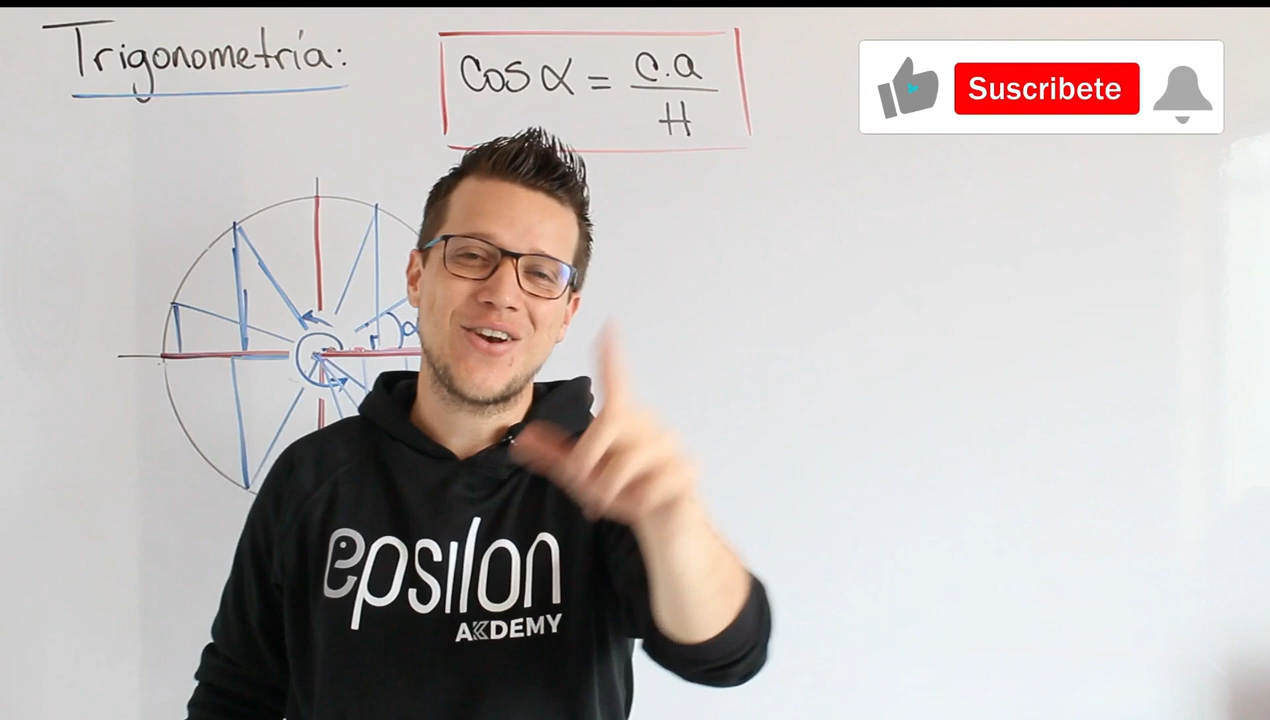 Trigonometría:
cos α = c.a
H
Suscribete
α
epsilon
AKDEMY